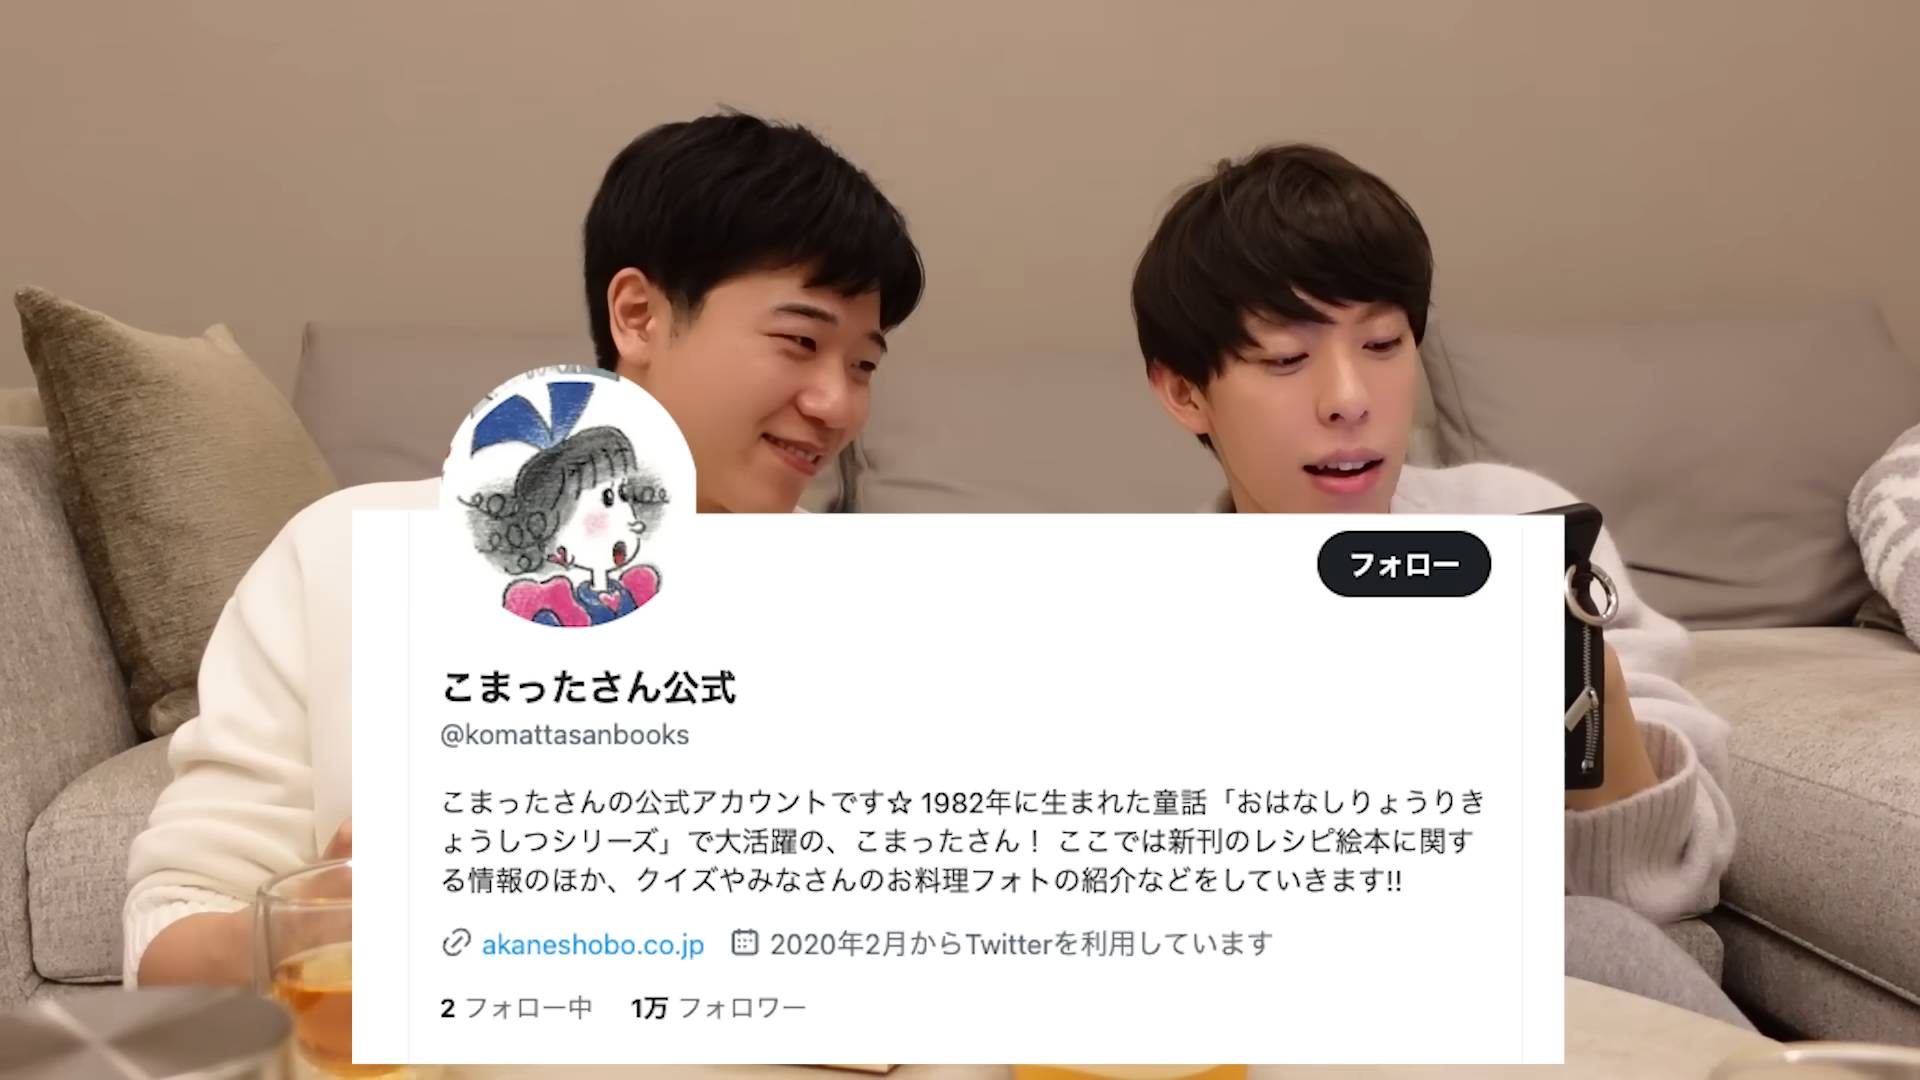 フォロー
こまったさん公式
@komattasanbooks
こまったさんの公式アカウントです☆ 1982年に生まれた童話「おはなしりょうりき
ょうしつシリーズ」で大活躍の、こまったさん！ ここでは新刊のレシピ絵本に関す
る情報のほか、クイズやみなさんのお料理フォトの紹介などをしていきます!!
akaneshobo.co.jp 2020年2月からTwitterを利用しています
2 フォロー中 1万 フォロワー